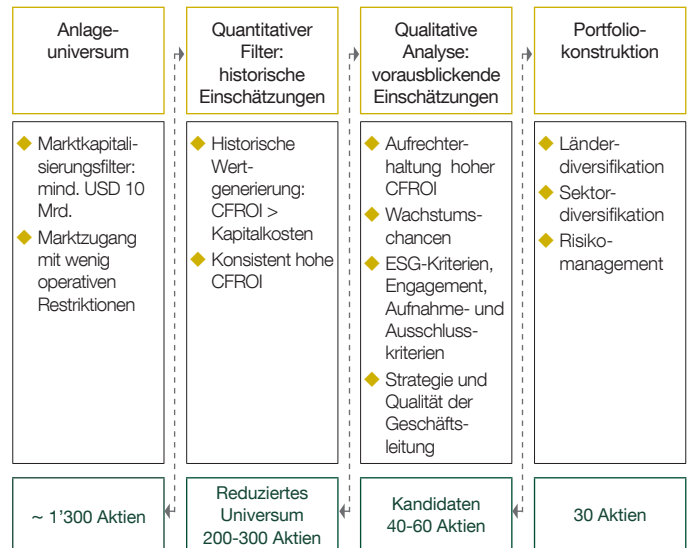 Anlage-
universum
Quantitativer
Filter:
historische
Einschätzungen
Qualitative
Analyse:
vorausblickende
Einschätzungen
Portfolio-
konstruktion
Marktkapitali-
sierungsfilter:
mind. USD 10
Mrd.
Marktzugang
mit wenig
operativen
Restriktionen
Historische
Wert-
generierung:
CFROI >
Kapitalkosten
Konsistent hohe
CFROI
Aufrechter-
haltung hoher
CFROI
Wachstums-
chancen
ESG-Kriterien,
Engagement,
Aufnahme- und
Ausschluss-
kriterien
Strategie und
Qualität der
Geschäfts-
leitung
Länder-
diversifikation
Sektor-
diversifikation
Risiko-
management
~ 1'300 Aktien
Reduziertes
Universum
200-300 Aktien
Kandidaten
40-60 Aktien
30 Aktien